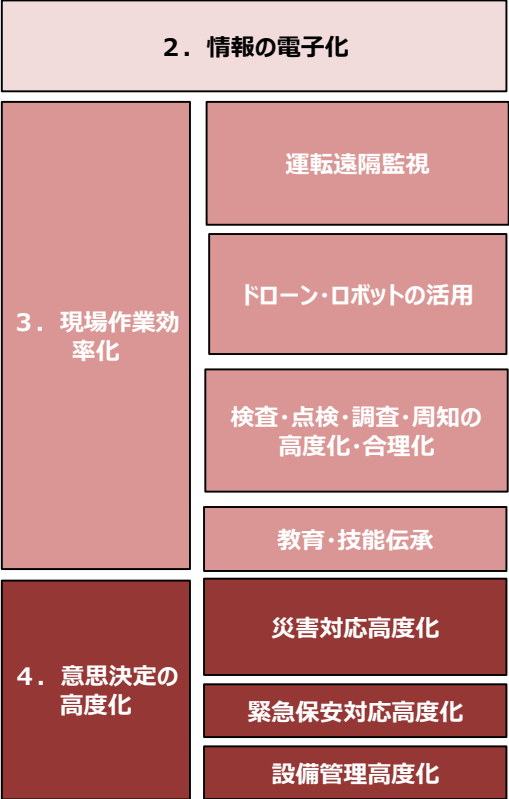 ２．情報の電子化
３．現場作業効
率化
運転遠隔監視
ドローン・ロボットの活用
検査・点検・調査・周知の
高度化・合理化
教育・技能伝承
４．意思決定の
高度化
災害対応高度化
緊急保安対応高度化
設備管理高度化